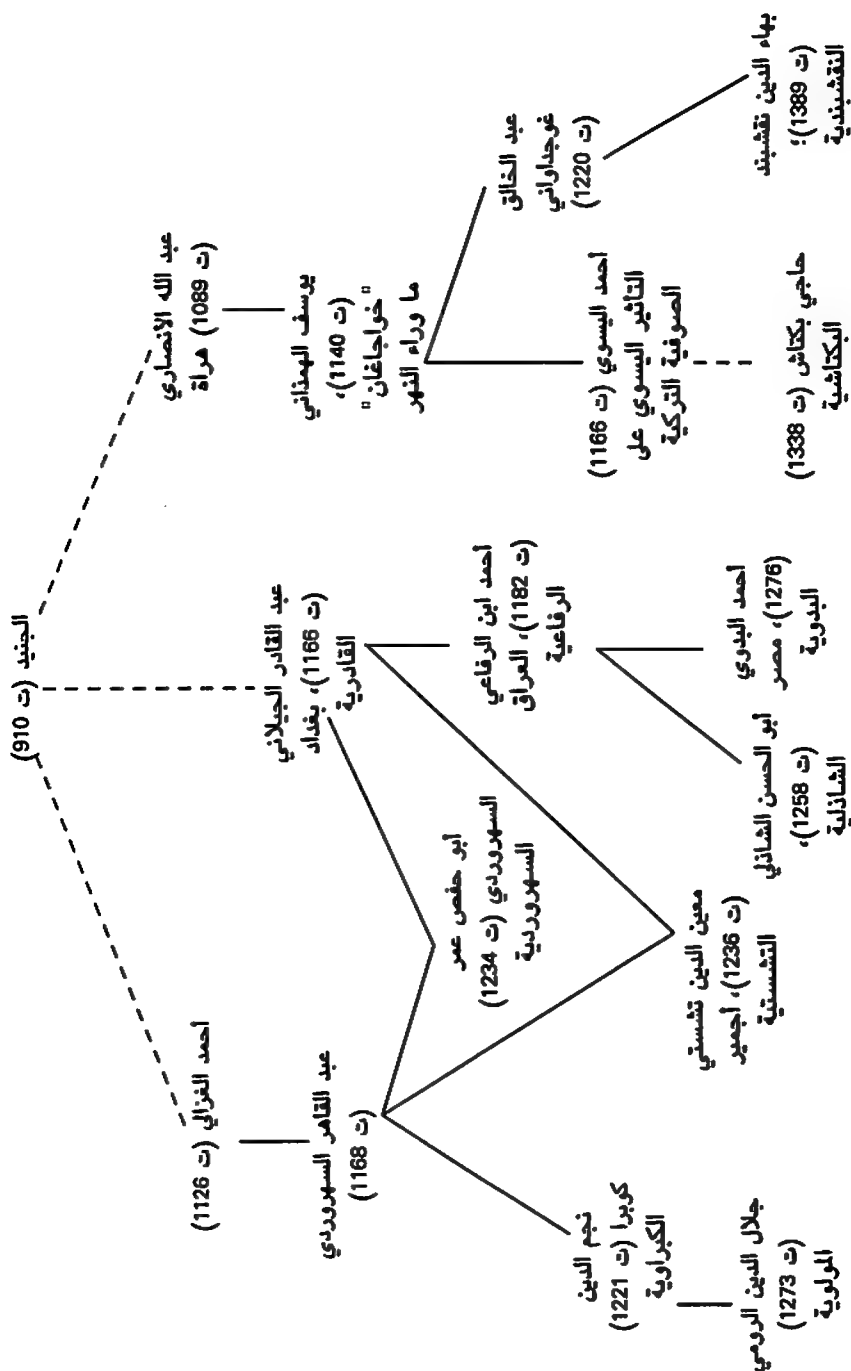 الجنيد (ت 910)
أحمد الغزالي (ت 1126)
عبد القاهر السهروردي
(ت 1168)
نجم الدين
كوبرا (ت 1221)
الكبراوية
جلال الدين الرومي
(ت 1273)
المولوية
عبد القادر الجيلاني
(ت 1166)، بغداد
القادرية
أبو حفص عمر
السهروردي (ت 1234)
السهروردية
معين الدين تشستي
(ت 1236)، أجمير
التشستية
أحمد ابن الرفاعي
(ت 1182)، العراق
الرفاعية
أبو الحسن الشاذلي
(ت 1258)،
الشاذلية
أحمد البدوي
(1276)، مصر
البدوية
عبد الله الانصاري
(ت 1089) هراة
يوسف الهمذاني
(ت 1140)،
"خواجاغان"
ما وراء النهر
أحمد اليسوي (ت 1166)
التأثير اليسوي على
الصوفية التركية
حاجي بكتاش (ت 1338)
البكتاشية
عبد الخالق
غوجداواني
(ت 1220)
بهاء الدين نقشبند
(ت 1389)؛
النقشبندية